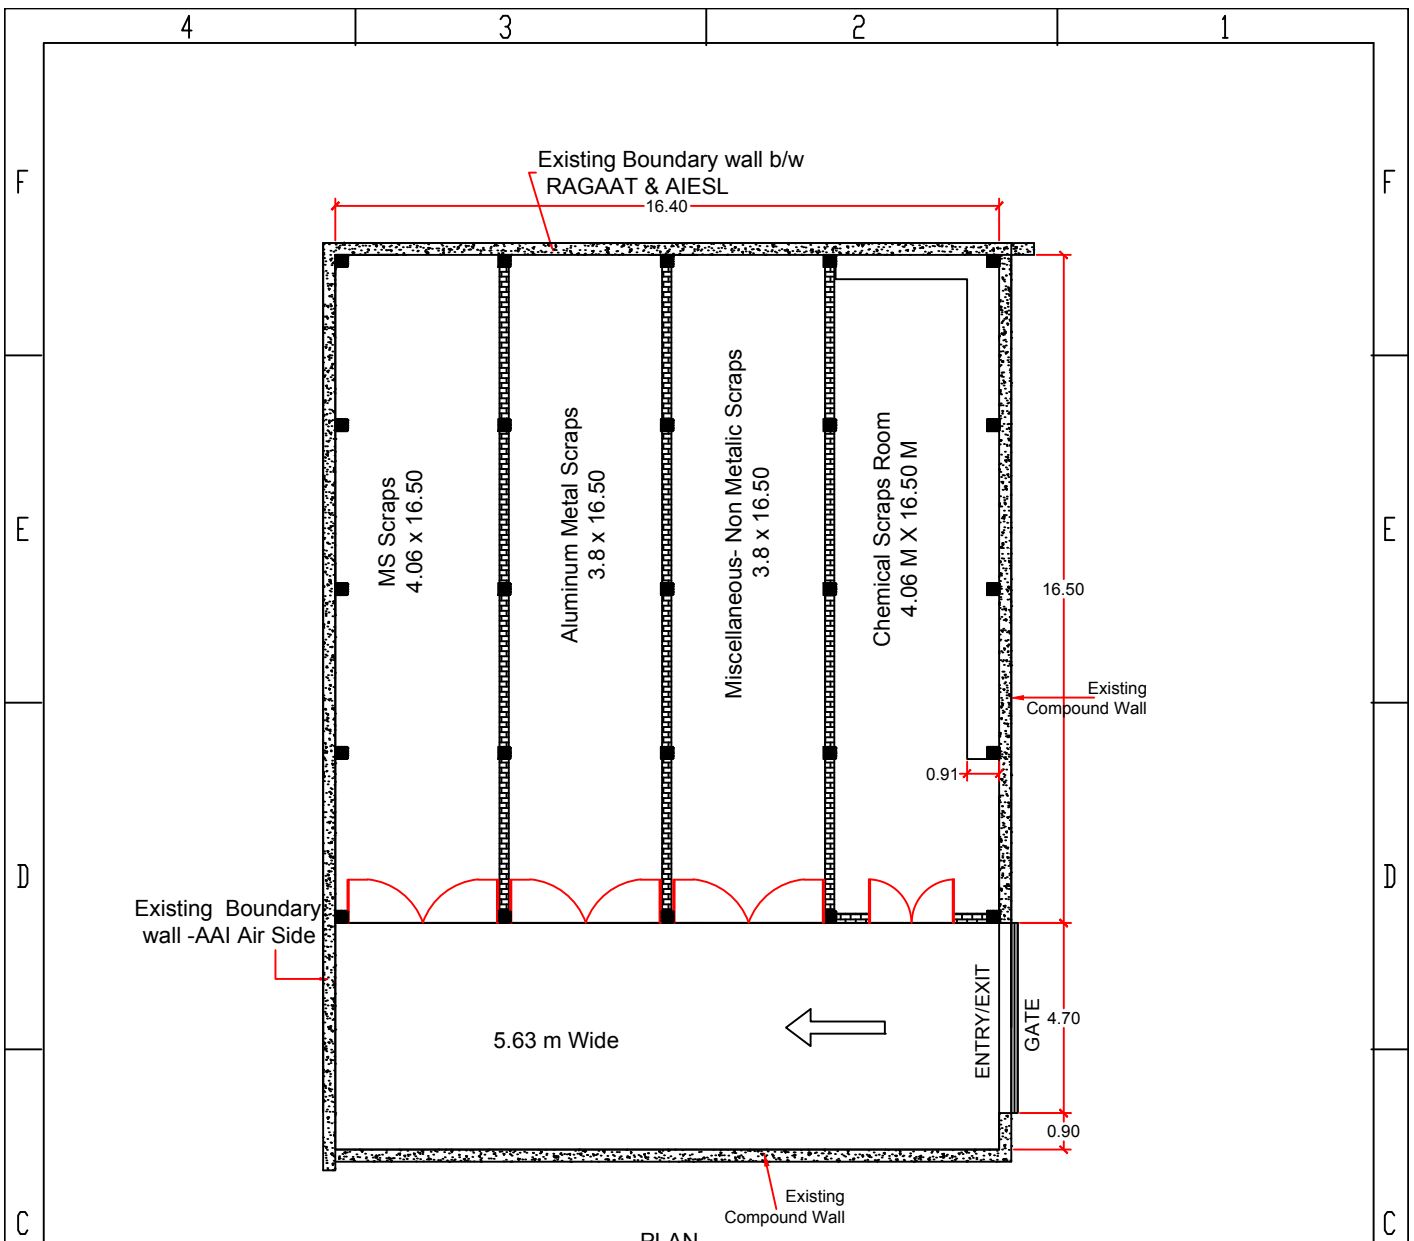 4 3 2 1
Existing Boundary wall b/w
RAGAAT & AIESL
16.40
F F
MS Scraps
4.06 x 16.50
Aluminum Metal Scraps
3.8 x 16.50
Miscellaneous- Non Metalic Scraps
3.8 x 16.50
Chemical Scraps Room
4.06 M X 16.50 M
E E
16.50
Existing
Compound Wall
0.91
D D
Existing Boundary
wall -AAI Air Side
5.63 m Wide
ENTRY/EXIT
GATE
4.70
0.90
Existing
Compound Wall
C C
PLAN